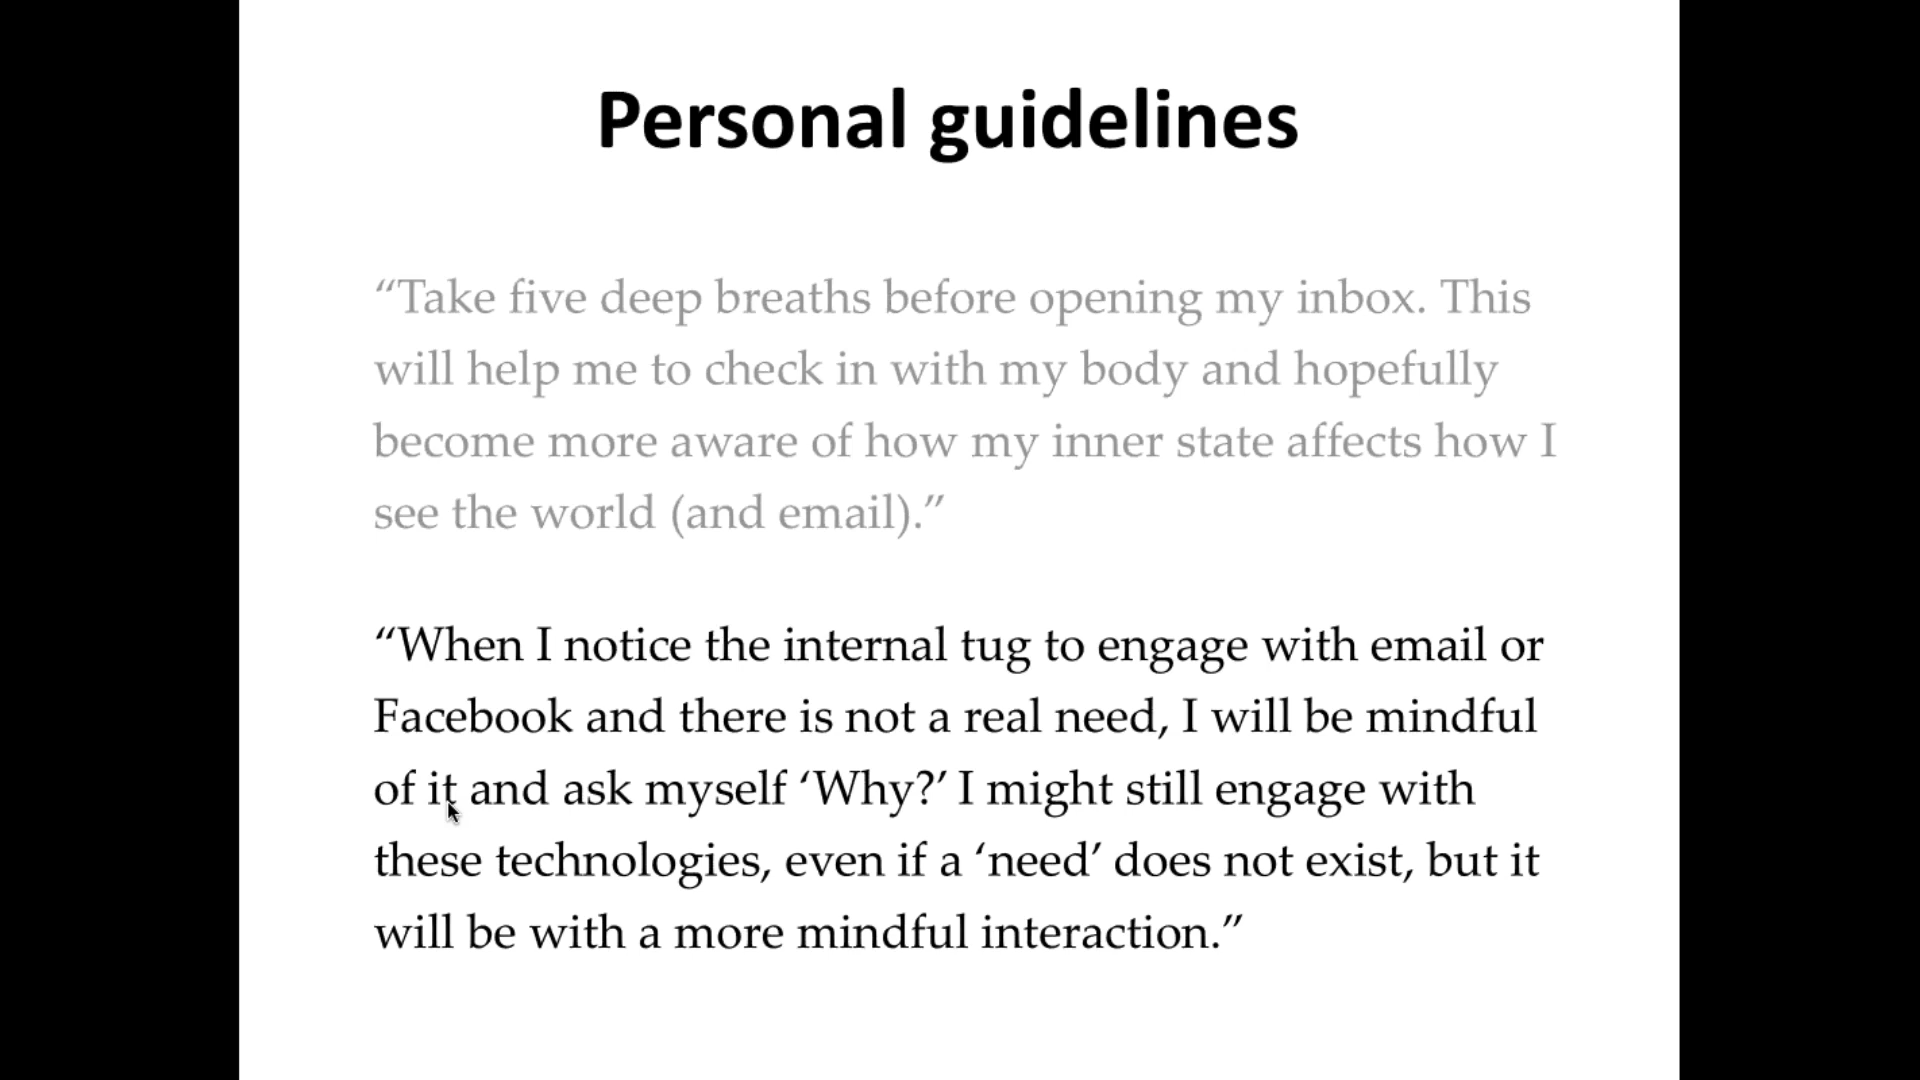 Personal guidelines
“Take five deep breaths before opening my inbox. This
will help me to check in with my body and hopefully
become more aware of how my inner state affects how I
see the world (and email).”
“When I notice the internal tug to engage with email or
Facebook and there is not a real need, I will be mindful
of it and ask myself ‘Why?’ I might still engage with
these technologies, even if a ‘need’ does not exist, but it
will be with a more mindful interaction.”